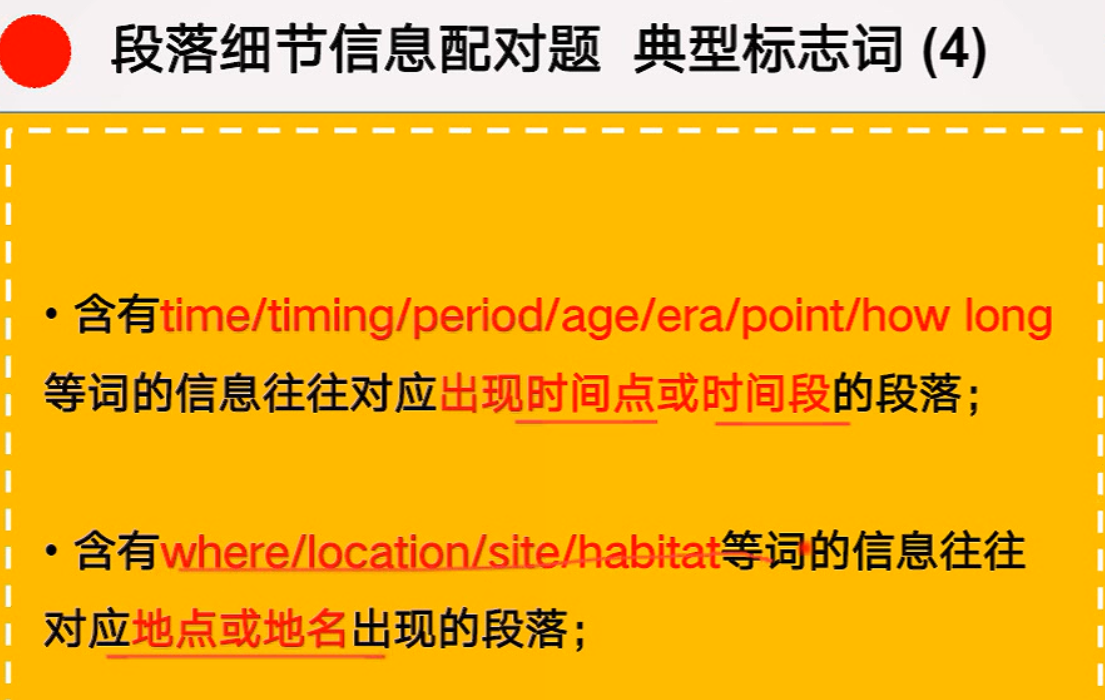 段落细节信息配对题 典型标志词 (4)
• 含有time/timing/period/age/era/point/how long
等词的信息往往对应出现时间点或时间段的段落；
• 含有where/location/site/habitat等词的信息往往
对应地点或地名出现的段落；